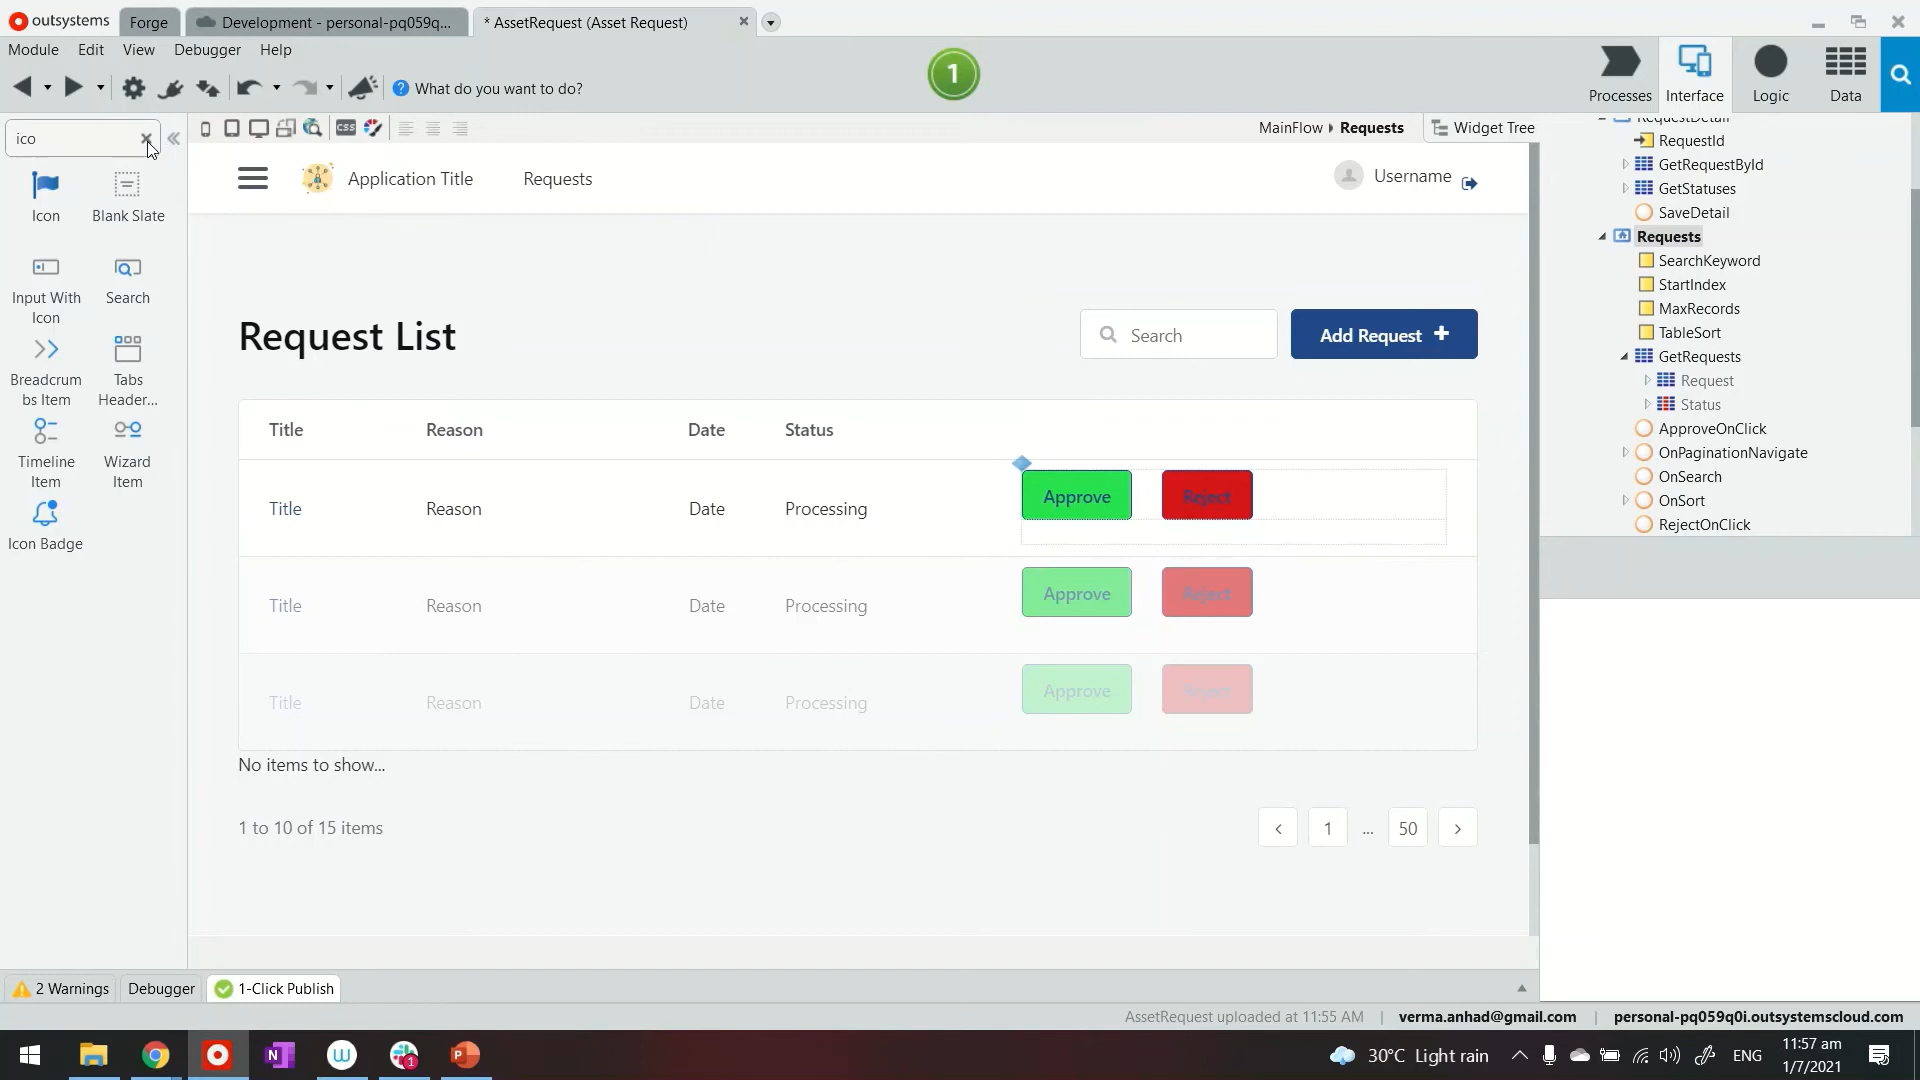 outsystems
Forge
Development - personal-pq059q...
* AssetRequest (Asset Request)
Module Edit View Debugger Help
1
What do you want to do?
Processes Interface Logic Data
ico
css
MainFlow Requests
Widget Tree
Icon
Blank Slate
Input With Icon
Search
Breadcrum bs Item
Tabs Header...
Timeline Item
Wizard Item
Icon Badge
Application Title
Requests
Username
Request List
Search
Add Request +
Title Reason Date Status
Title Reason Date Processing Approve Reject
Title Reason Date Processing Approve Reject
Title Reason Date Processing Approve Reject
No items to show...
1 to 10 of 15 items
< 1 ... 50 >
RequestDetail
RequestId
GetRequestById
GetStatuses
SaveDetail
Requests
SearchKeyword
StartIndex
MaxRecords
TableSort
GetRequests
Request
Status
ApproveOnClick
OnPaginationNavigate
OnSearch
OnSort
RejectOnClick
2 Warnings
Debugger
1-Click Publish
AssetRequest uploaded at 11:55 AM | verma.anhad@gmail.com | personal-pq059q0i.outsystemscloud.com
30°C Light rain
ENG
11:57 am
1/7/2021